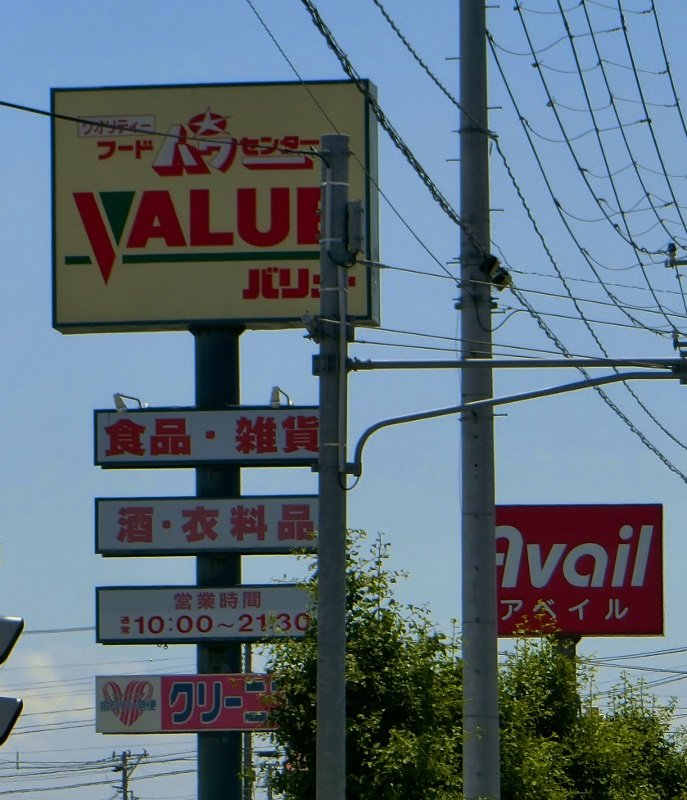 クオリティー
フード パワーセンター
VALUE
バリュー
食品・雑貨
酒・衣料品
営業時間
通常 10:00～21:30
クリーニ
Avail
アベイル